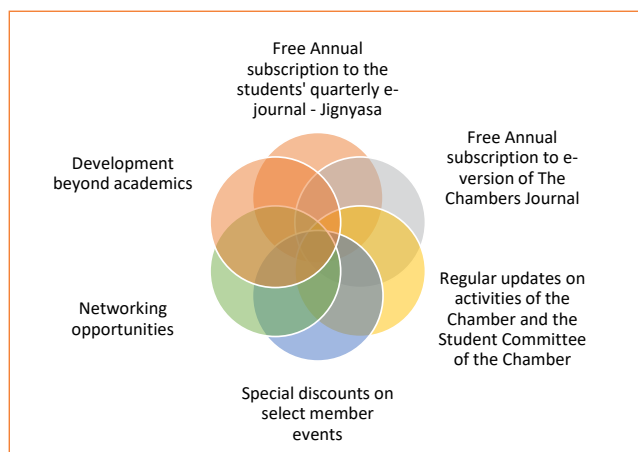 Free Annual
subscription to the
students' quarterly e-
journal - Jignyasa
Free Annual
subscription to e-
version of The
Chambers Journal
Regular updates on
activities of the
Chamber and the
Student Committee
of the Chamber
Special discounts on
select member
events
Networking
opportunities
Development
beyond academics